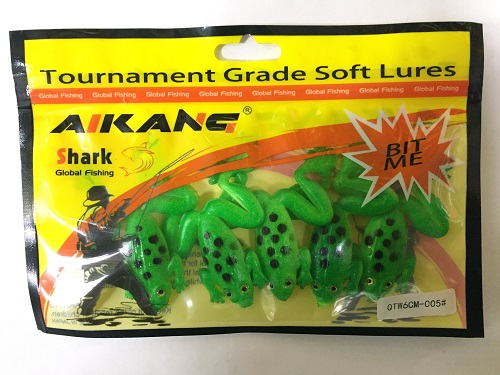 Tournament Grade Soft Lures
Global Fishing Global Fishing Global Fishing Global Fishing Global Fishing Global Fishing Global Fishing Global Fishing
AIKANG®
Shark
Global Fishing
BIT
ME
QTW6CM-005#